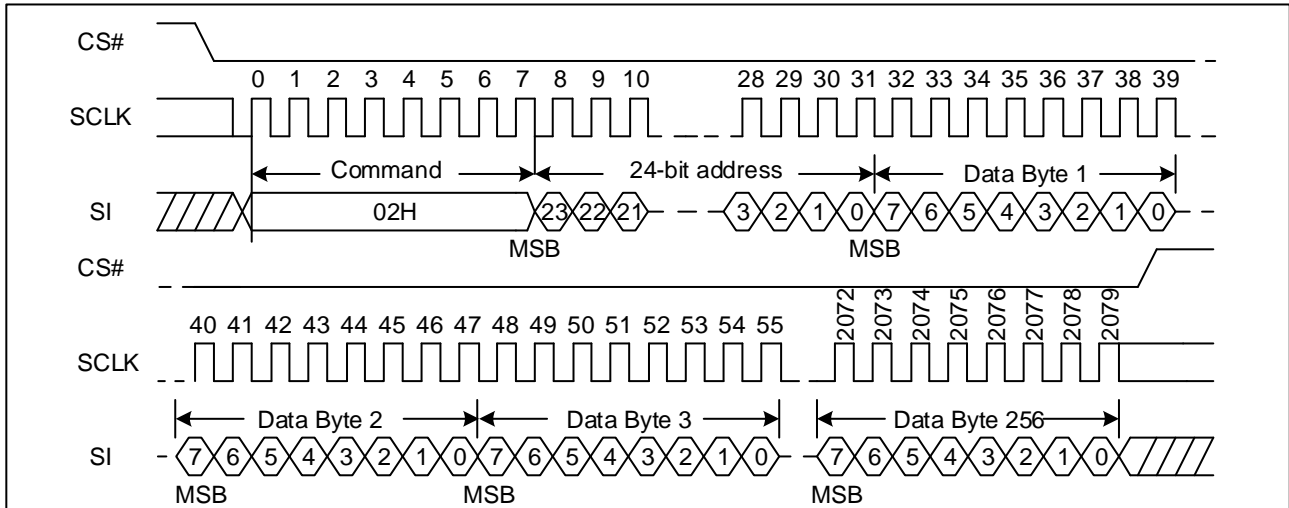 CS#
0 1 2 3 4 5 6 7 8 9 10 28 29 30 31 32 33 34 35 36 37 38 39
SCLK
Command 24-bit address Data Byte 1
SI 02H 23 22 21 3 2 1 0 7 6 5 4 3 2 1 0
MSB MSB
CS#
40 41 42 43 44 45 46 47 48 49 50 51 52 53 54 55 2072 2073 2074 2075 2076 2077 2078 2079
SCLK
Data Byte 2 Data Byte 3 Data Byte 256
SI 7 6 5 4 3 2 1 0 7 6 5 4 3 2 1 0 7 6 5 4 3 2 1 0
MSB MSB MSB